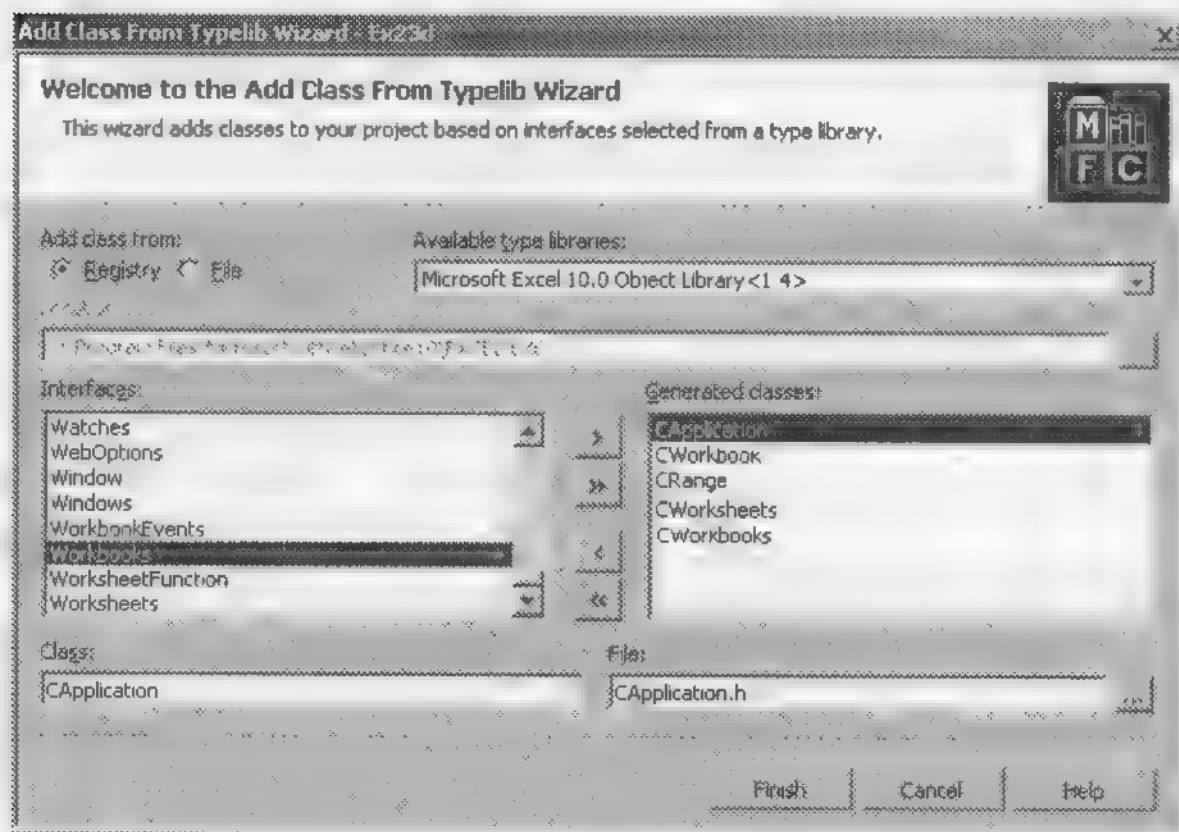 Add Class From Typelib Wizard - Ex23d
Welcome to the Add Class From Typelib Wizard
This wizard adds classes to your project based on interfaces selected from a type library.
M
F C
Add class from:
Available type libraries:
Registry File
Microsoft Excel 10.0 Object Library<1 4>
Program Files
Interfaces:
Generated classes:
Watches
WebOptions
Window
Windows
WorkbookEvents
Workbooks
WorksheetFunction
Worksheets
>
>>
<
<<
CApplication
CWorkbook
CRange
CWorksheets
CWorkbooks
Class:
File:
CApplication
CApplication.h
...
Finish Cancel Help